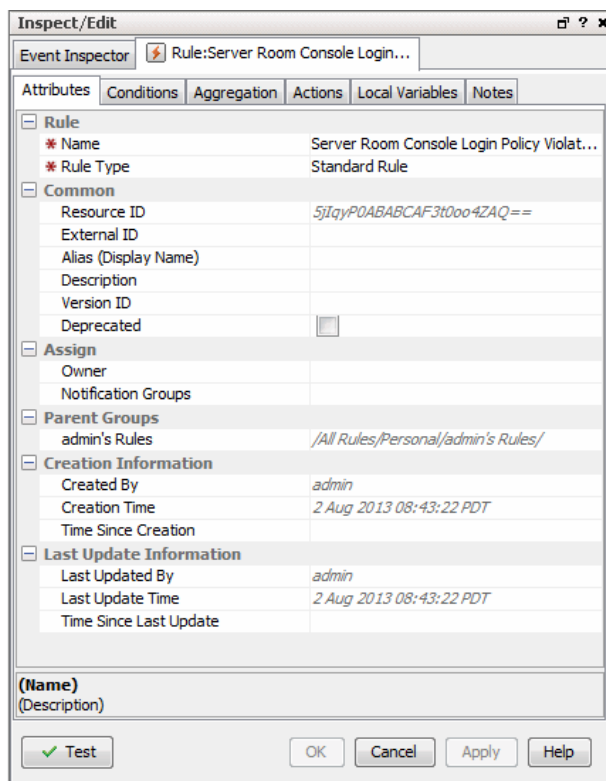 Inspect/Edit
Event Inspector Rule:Server Room Console Login...
Attributes Conditions Aggregation Actions Local Variables Notes
Rule
* Name Server Room Console Login Policy Violat...
* Rule Type Standard Rule
Common
Resource ID 5jIqyP0ABABCAF3t0oo4ZAQ==
External ID
Alias (Display Name)
Description
Version ID
Deprecated
Assign
Owner
Notification Groups
Parent Groups
admin's Rules /All Rules/Personal/admin's Rules/
Creation Information
Created By admin
Creation Time 2 Aug 2013 08:43:22 PDT
Time Since Creation
Last Update Information
Last Updated By admin
Last Update Time 2 Aug 2013 08:43:22 PDT
Time Since Last Update
(Name)
(Description)
Test OK Cancel Apply Help